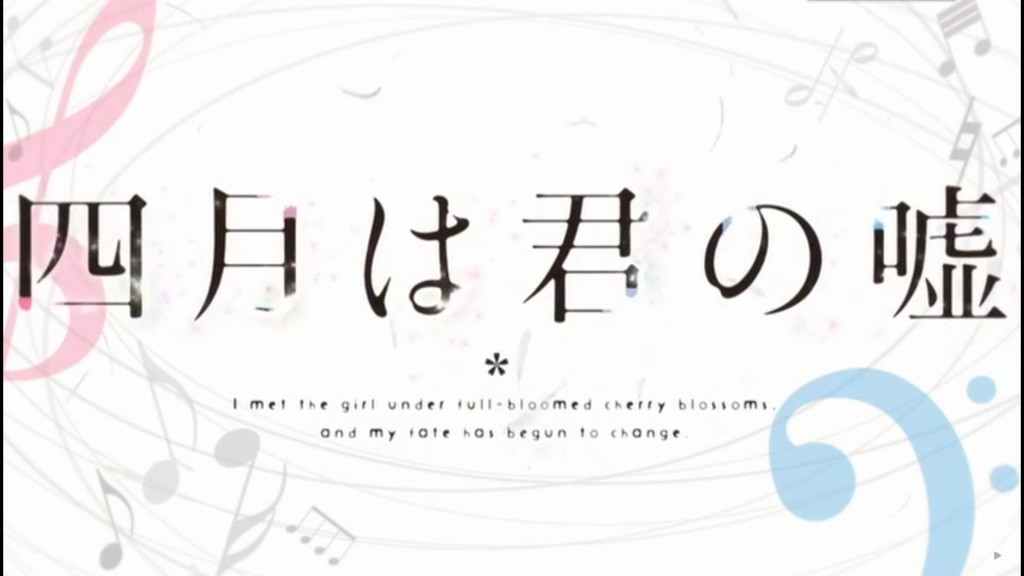 四月は君の嘘
*
I met the girl under full-bloomed cherry blossoms,
and my fate has begun to change.